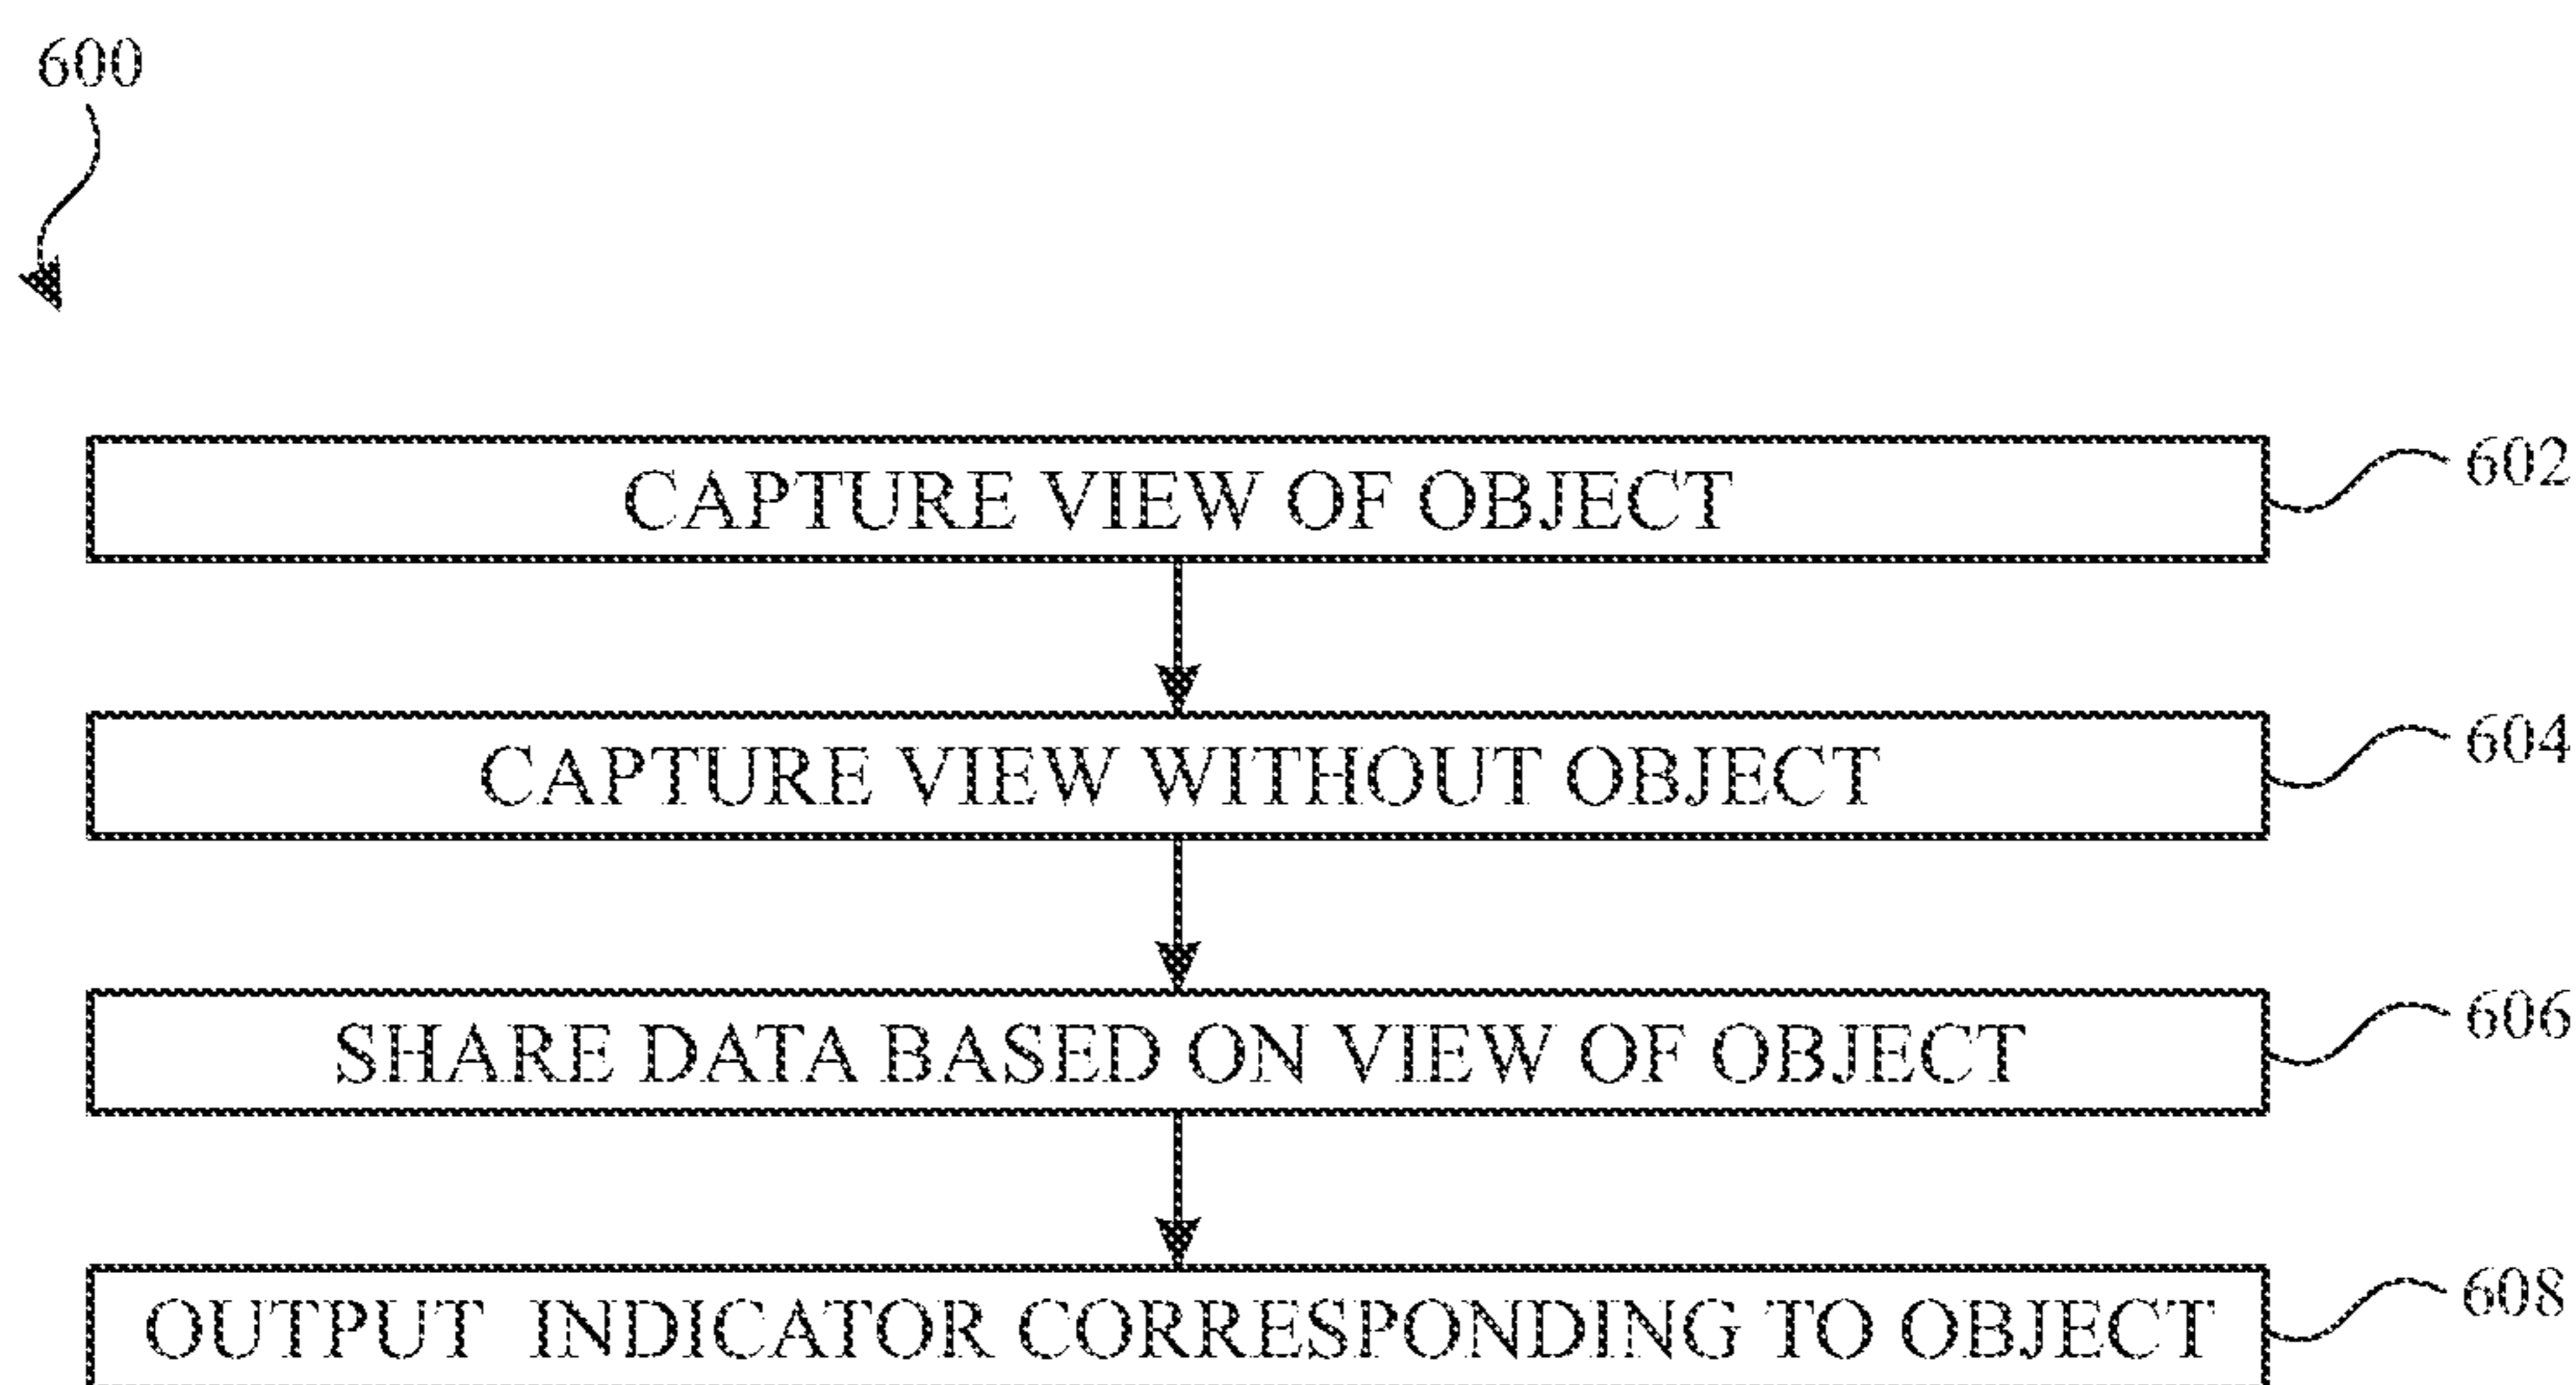 600
CAPTURE VIEW OF OBJECT
602
CAPTURE VIEW WITHOUT OBJECT
604
SHARE DATA BASED ON VIEW OF OBJECT
606
OUTPUT INDICATOR CORRESPONDING TO OBJECT
608